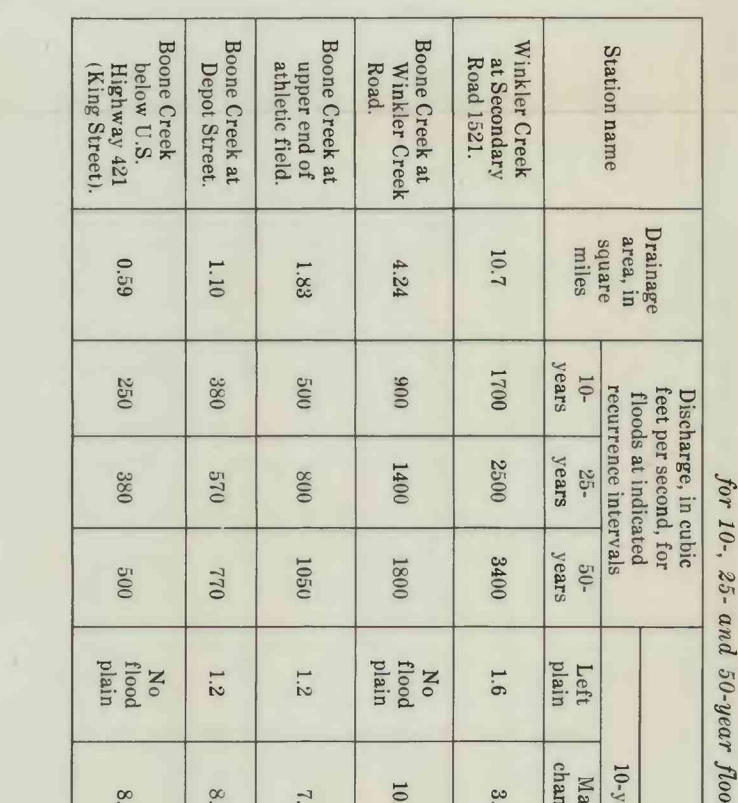 for 10-, 25- and 50-year floo
Station name
Drainage
area, in
square
miles
Discharge, in cubic
feet per second, for
floods at indicated
recurrence intervals
10-
years
25-
years
50-
years
10-y
Left
plain
Ma
chan
Winkler Creek
at Secondary
Road 1521.
10.7
1700
2500
3400
1.6
3.
Boone Creek at
Winkler Creek
Road.
4.24
900
1400
1800
No
flood
plain
10
Boone Creek at
upper end of
athletic field.
1.83
500
800
1050
1.2
7.
Boone Creek at
Depot Street.
1.10
380
570
770
1.2
8.
Boone Creek
below U.S.
Highway 421
(King Street).
0.59
250
380
500
No
flood
plain
8.